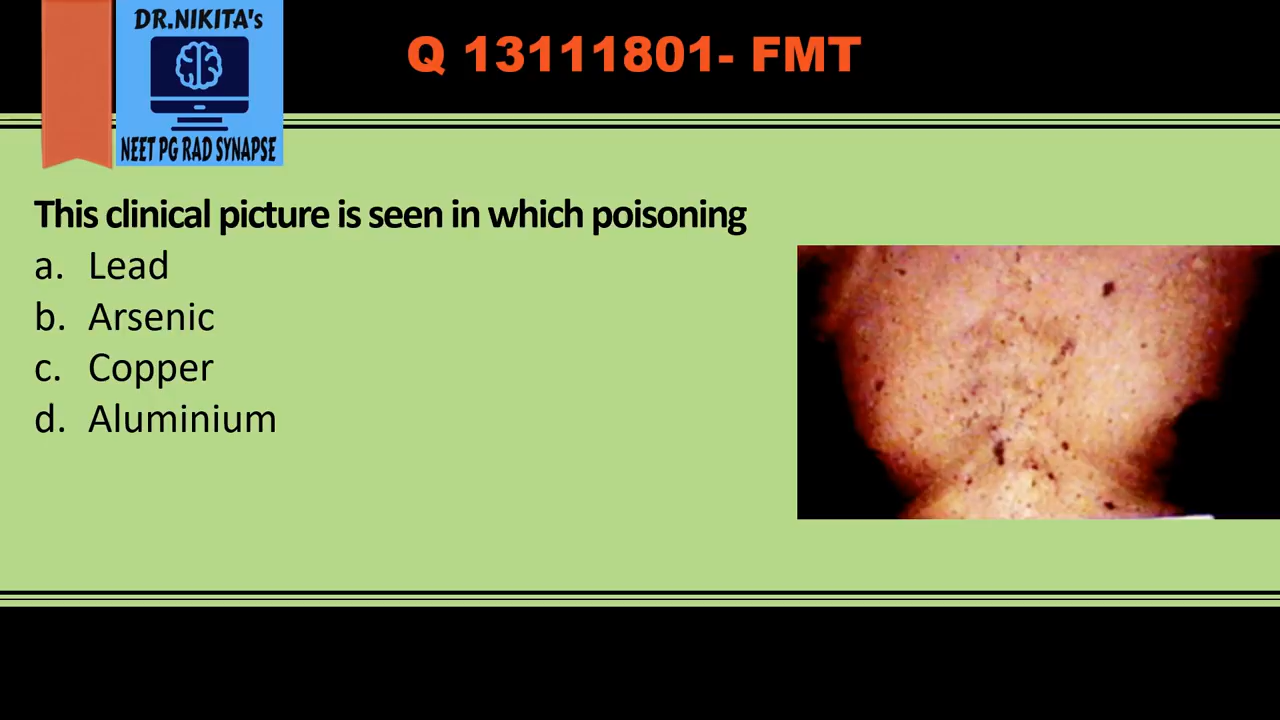 DR.NIKITA's
NEET PG RAD SYNAPSE
Q 13111801- FMT
This clinical picture is seen in which poisoning
a. Lead
b. Arsenic
c. Copper
d. Aluminium